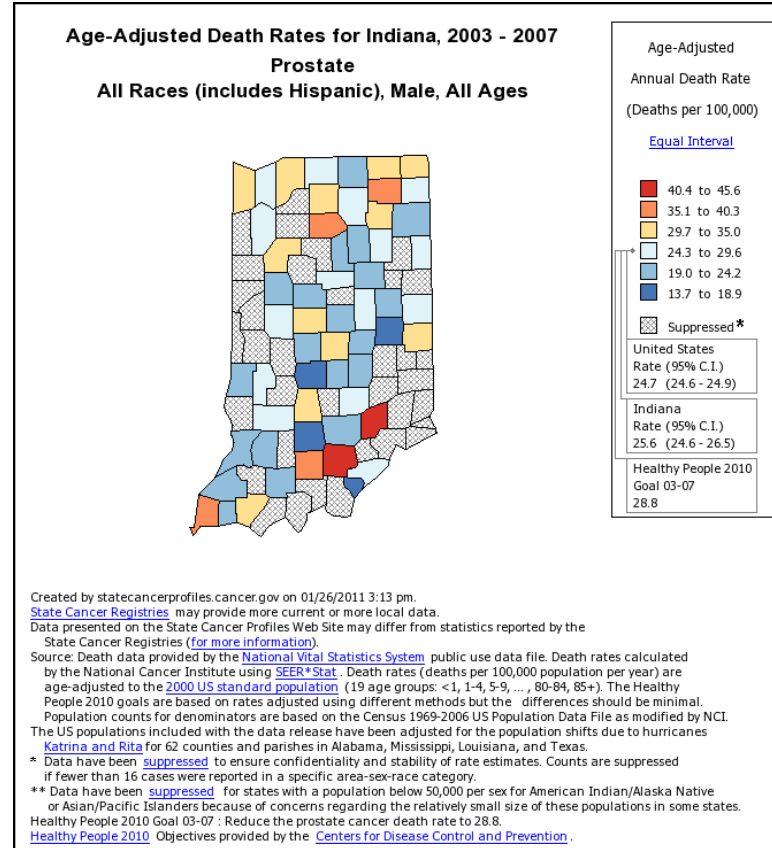 Age-Adjusted Death Rates for Indiana, 2003 - 2007
Prostate
All Races (includes Hispanic), Male, All Ages
Age-Adjusted
Annual Death Rate
(Deaths per 100,000)
Equal Interval
40.4 to 45.6
35.1 to 40.3
29.7 to 35.0
24.3 to 29.6
19.0 to 24.2
13.7 to 18.9
Suppressed *
United States
Rate (95% C.I.)
24.7 (24.6 - 24.9)
Indiana
Rate (95% C.I.)
25.6 (24.6 - 26.5)
Healthy People 2010
Goal 03-07
28.8
Created by statecancerprofiles.cancer.gov on 01/26/2011 3:13 pm.
State Cancer Registries may provide more current or more local data.
Data presented on the State Cancer Profiles Web Site may differ from statistics reported by the
State Cancer Registries (for more information).
Source: Death data provided by the National Vital Statistics System public use data file. Death rates calculated
by the National Cancer Institute using SEER*Stat . Death rates (deaths per 100,000 population per year) are
age-adjusted to the 2000 US standard population (19 age groups: <1, 1-4, 5-9, ... , 80-84, 85+). The Healthy
People 2010 goals are based on rates adjusted using different methods but the differences should be minimal.
Population counts for denominators are based on the Census 1969-2006 US Population Data File as modified by NCI.
The US populations included with the data release have been adjusted for the population shifts due to hurricanes
Katrina and Rita for 62 counties and parishes in Alabama, Mississippi, Louisiana, and Texas.
* Data have been suppressed to ensure confidentiality and stability of rate estimates. Counts are suppressed
if fewer than 16 cases were reported in a specific area-sex-race category.
** Data have been suppressed for states with a population below 50,000 per sex for American Indian/Alaska Native
or Asian/Pacific Islanders because of concerns regarding the relatively small size of these populations in some states.
Healthy People 2010 Goal 03-07 : Reduce the prostate cancer death rate to 28.8.
Healthy People 2010 Objectives provided by the Centers for Disease Control and Prevention .